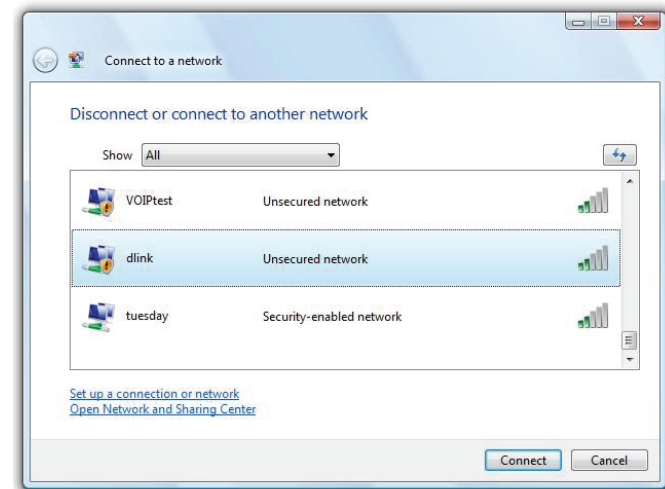 Connect to a network
Disconnect or connect to another network
Show All
VOIPtest Unsecured network
dlink Unsecured network
tuesday Security-enabled network
Set up a connection or network
Open Network and Sharing Center
Connect Cancel